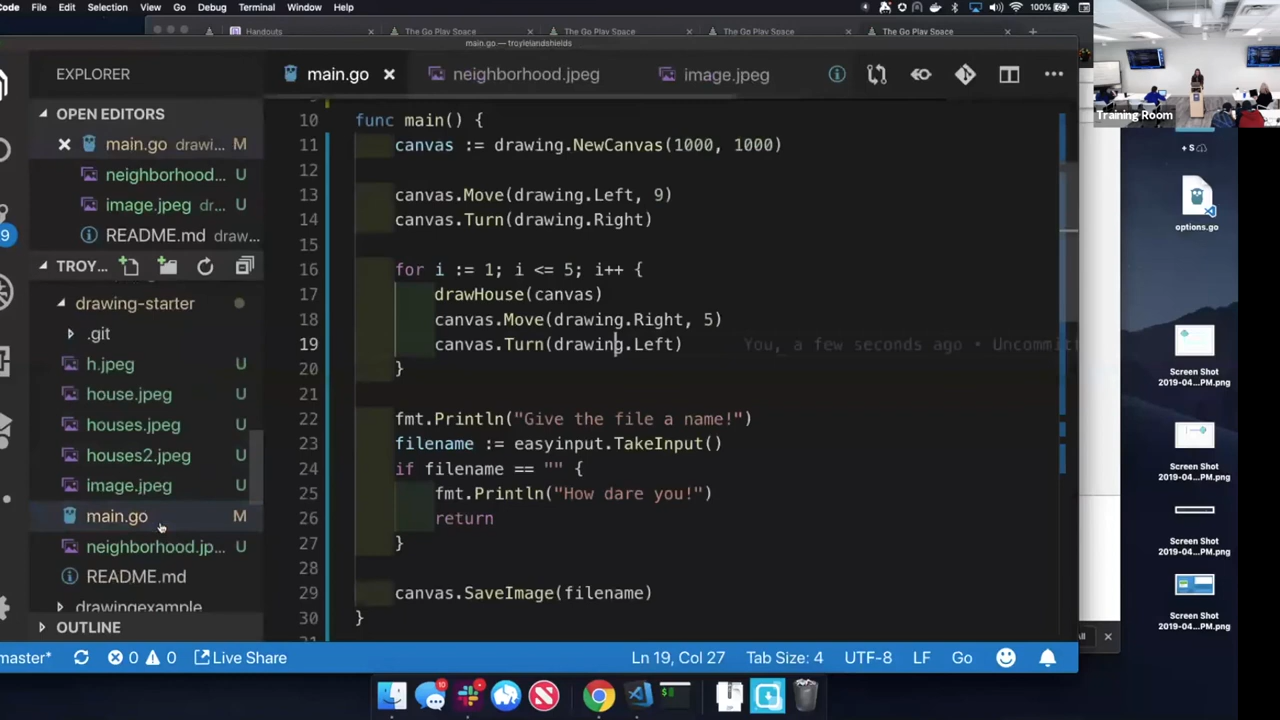 Code File Edit Selection View Go Debug Terminal Window Help 100%
Handouts The Go Play Space The Go Play Space The Go Play Space The Go Play Space
main.go — troylelandshields
EXPLORER
main.go
neighborhood.jpeg
image.jpeg
OPEN EDITORS
main.go drawi... M
neighborhood... U
image.jpeg dr... U
README.md draw...
TROY...
drawing-starter
.git
h.jpeg U
house.jpeg U
houses.jpeg U
houses2.jpeg U
image.jpeg U
main.go M
neighborhood.jp... U
README.md
drawingexample
OUTLINE
10 func main() {
11 canvas := drawing.NewCanvas(1000, 1000)
12
13 canvas.Move(drawing.Left, 9)
14 canvas.Turn(drawing.Right)
15
16 for i := 1; i <= 5; i++ {
17 drawHouse(canvas)
18 canvas.Move(drawing.Right, 5)
19 canvas.Turn(drawing.Left) You, a few seconds ago • Uncommit
20 }
21
22 fmt.Println("Give the file a name!")
23 filename := easyinput.TakeInput()
24 if filename == "" {
25 fmt.Println("How dare you!")
26 return
27 }
28
29 canvas.SaveImage(filename)
30 }
master* 0 0 Live Share Ln 19, Col 27 Tab Size: 4 UTF-8 LF Go
Training Room
+ S
options.go
Screen Shot
2019-04...PM.png
Screen Shot
2019-04...PM.png
Screen Shot
2019-04...PM.png
Screen Shot
2019-04...PM.png
10